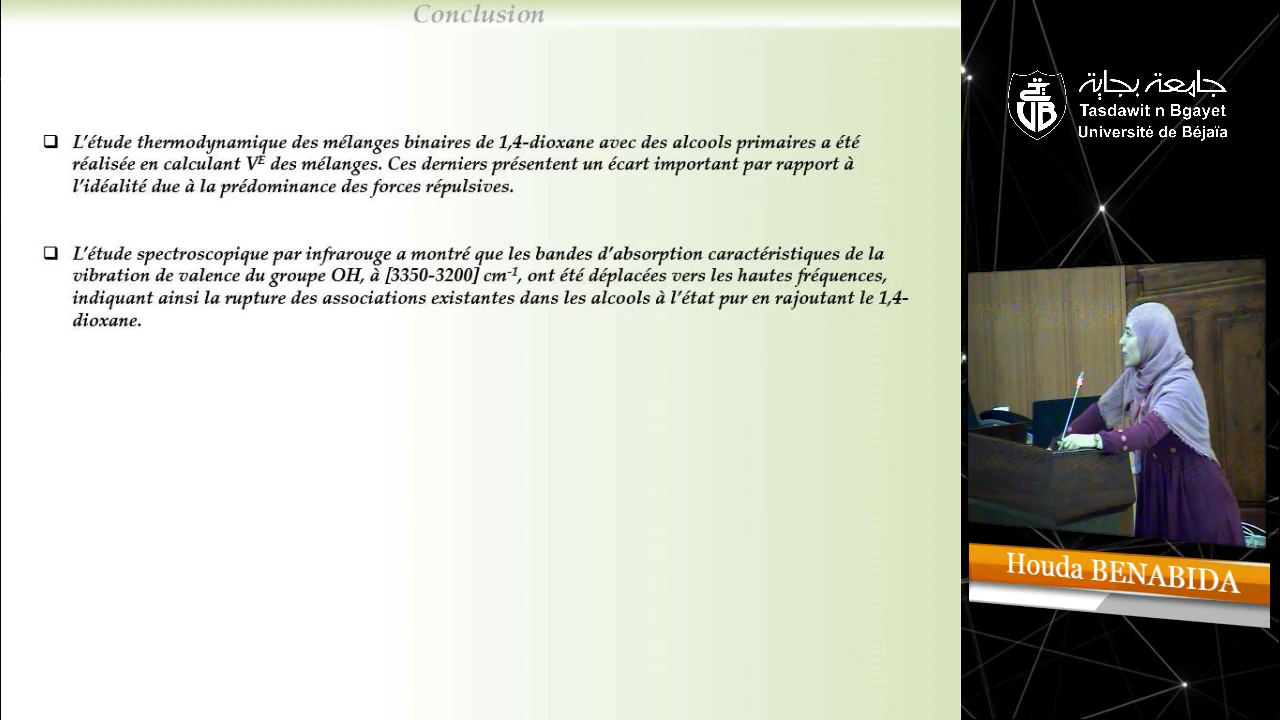 Conclusion
❑ L'étude thermodynamique des mélanges binaires de 1,4-dioxane avec des alcools primaires a été
réalisée en calculant Vᴱ des mélanges. Ces derniers présentent un écart important par rapport à
l'idéalité due à la prédominance des forces répulsives.
❑ L'étude spectroscopique par infrarouge a montré que les bandes d'absorption caractéristiques de la
vibration de valence du groupe OH, à [3350-3200] cm⁻¹, ont été déplacées vers les hautes fréquences,
indiquant ainsi la rupture des associations existantes dans les alcools à l'état pur en rajoutant le 1,4-
dioxane.
جامعة بجاية
Tasdawit n Bgayet
Université de Béjaïa
Houda BENABIDA